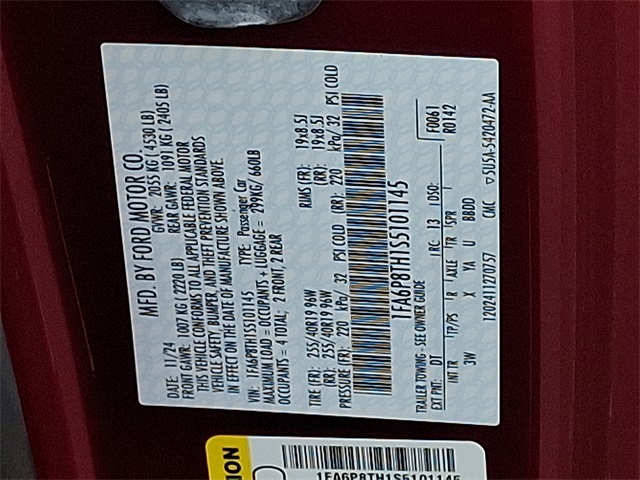 MFD. BY FORD MOTOR CO.
DATE: 11/24 GVWR: 2055 KG (4530 LB)
FRONT GAWR: 1007 KG (2220 LB) REAR GAWR: 1091 KG (2405 LB)
THIS VEHICLE CONFORMS TO ALL APPLICABLE FEDERAL MOTOR
VEHICLE SAFETY, BUMPER, AND THEFT PREVENTION STANDARDS
IN EFFECT ON THE DATE OF MANUFACTURE SHOWN ABOVE.
VIN: 1FA6P8TH1S5101145 TYPE: Passenger Car
MAXIMUM LOAD = OCCUPANTS + LUGGAGE = 299KG/ 660LB
OCCUPANTS = 4 TOTAL; 2 FRONT, 2 REAR
TIRE (FR): 255/40R19 96W RIMS (FR): 19x8.5J
(RR): 255/40R19 96W (RR): 19x8.5J
PRESSURE (FR): 220 kPa/ 32 PSI COLD (RR): 220 kPa/ 32 PSI COLD
1FA6P8TH1S5101145
TRAILER TOWING - SEE OWNER GUIDE F0061
EXT PNT: DT RC: 13 DSO: R0142
INT TR TP/PS R AXLE TR SPR
3W X YA U BBDD
120241127075​7 CMC ▽5U5A-5420472-AA
ION
1FA6P8TH1S5101145